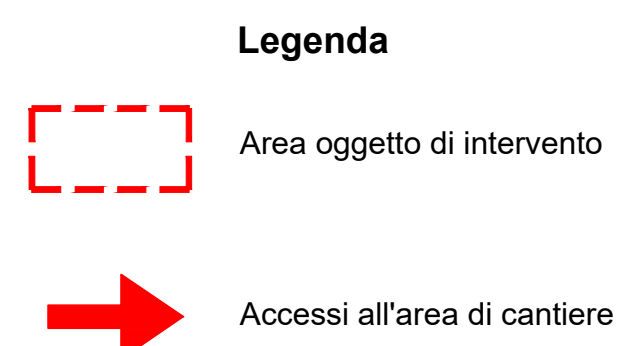 Legenda
Area oggetto di intervento
Accessi all'area di cantiere